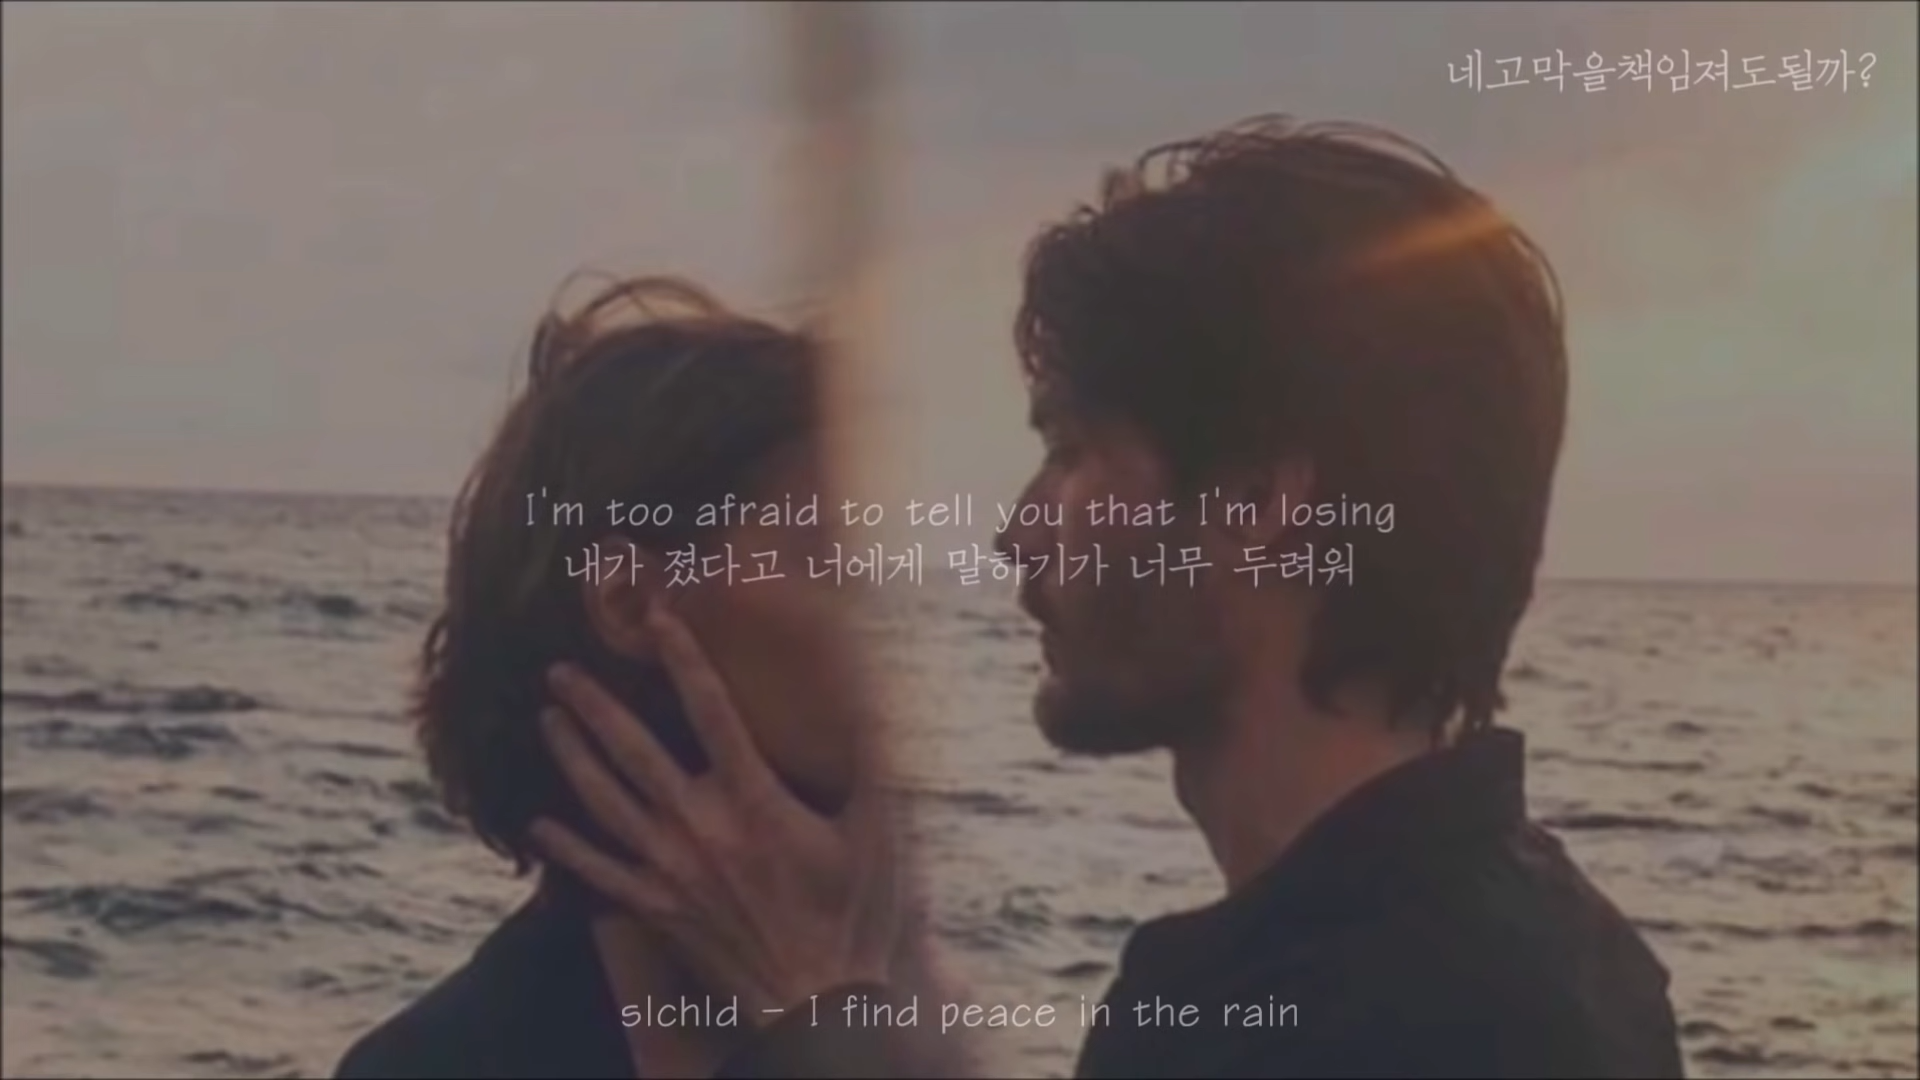 네고막을책임져도될까?
I'm too afraid to tell you that I'm losing
내가 졌다고 너에게 말하기가 너무 두려워
slchld - I find peace in the rain